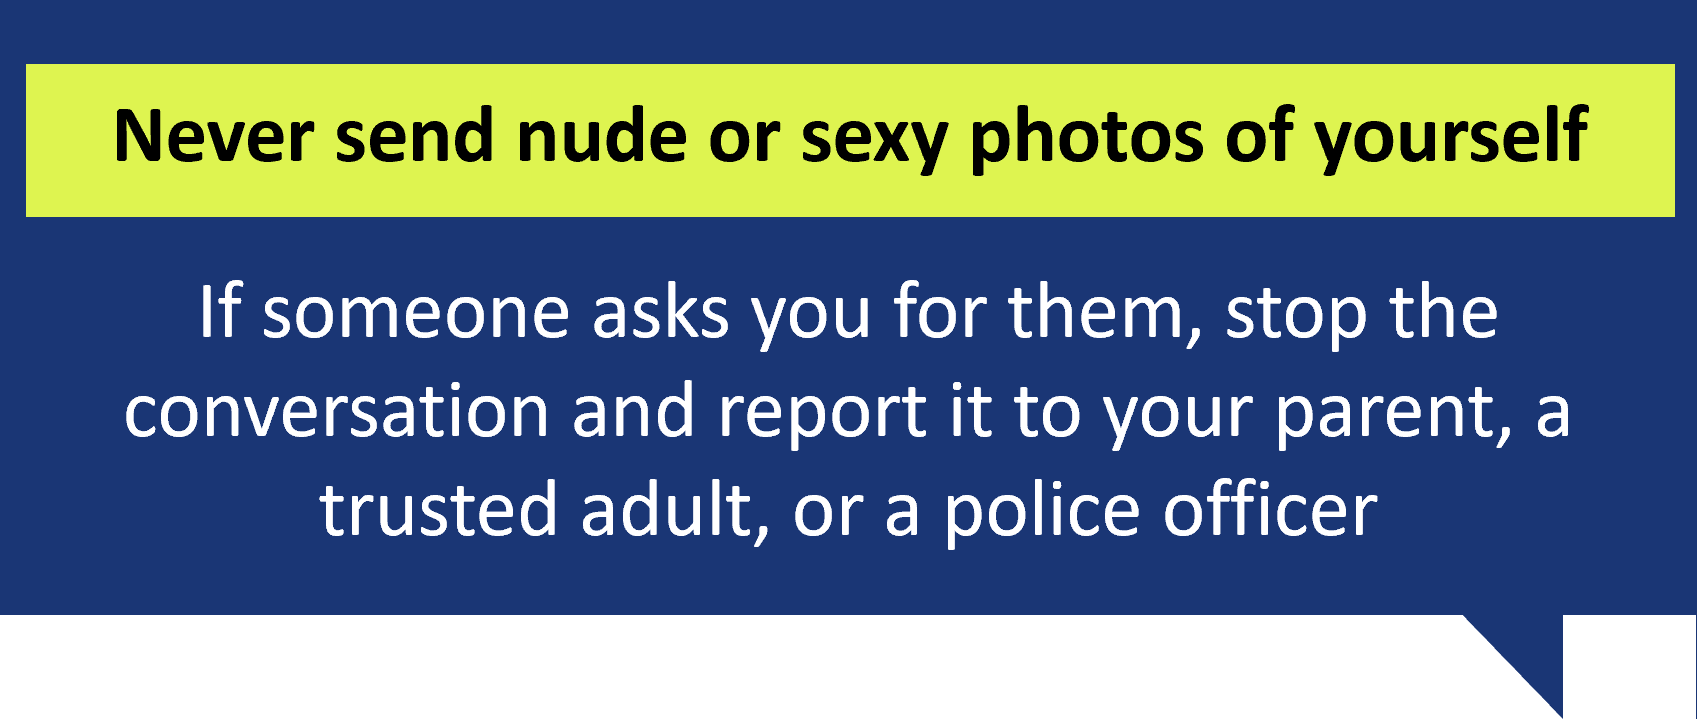 Never send nude or sexy photos of yourself
If someone asks you for them, stop the
conversation and report it to your parent, a
trusted adult, or a police officer